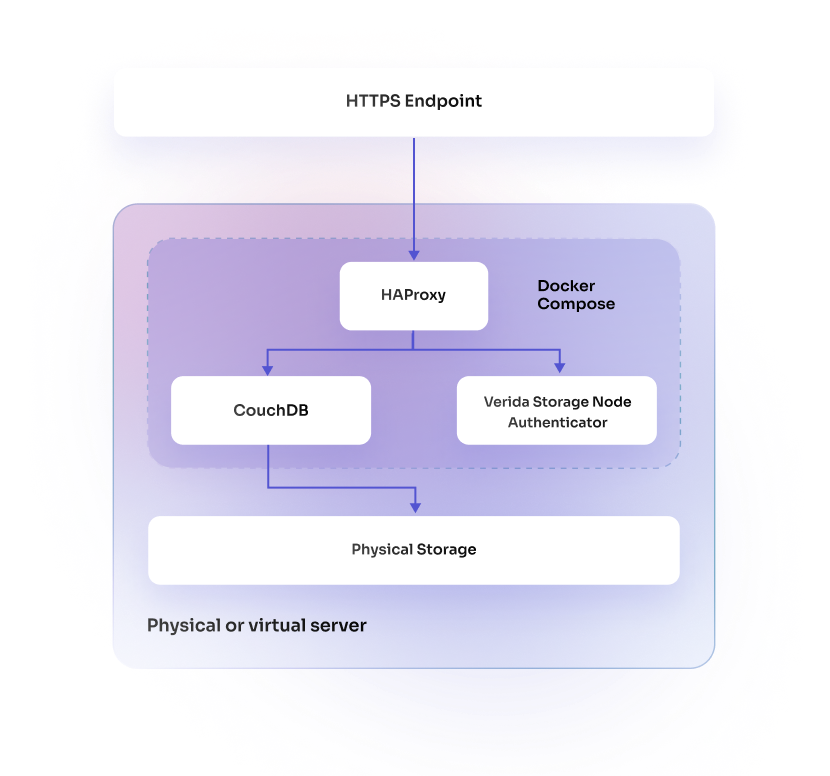 HTTPS Endpoint
HAProxy
Docker
Compose
CouchDB
Verida Storage Node
Authenticator
Physical Storage
Physical or virtual server